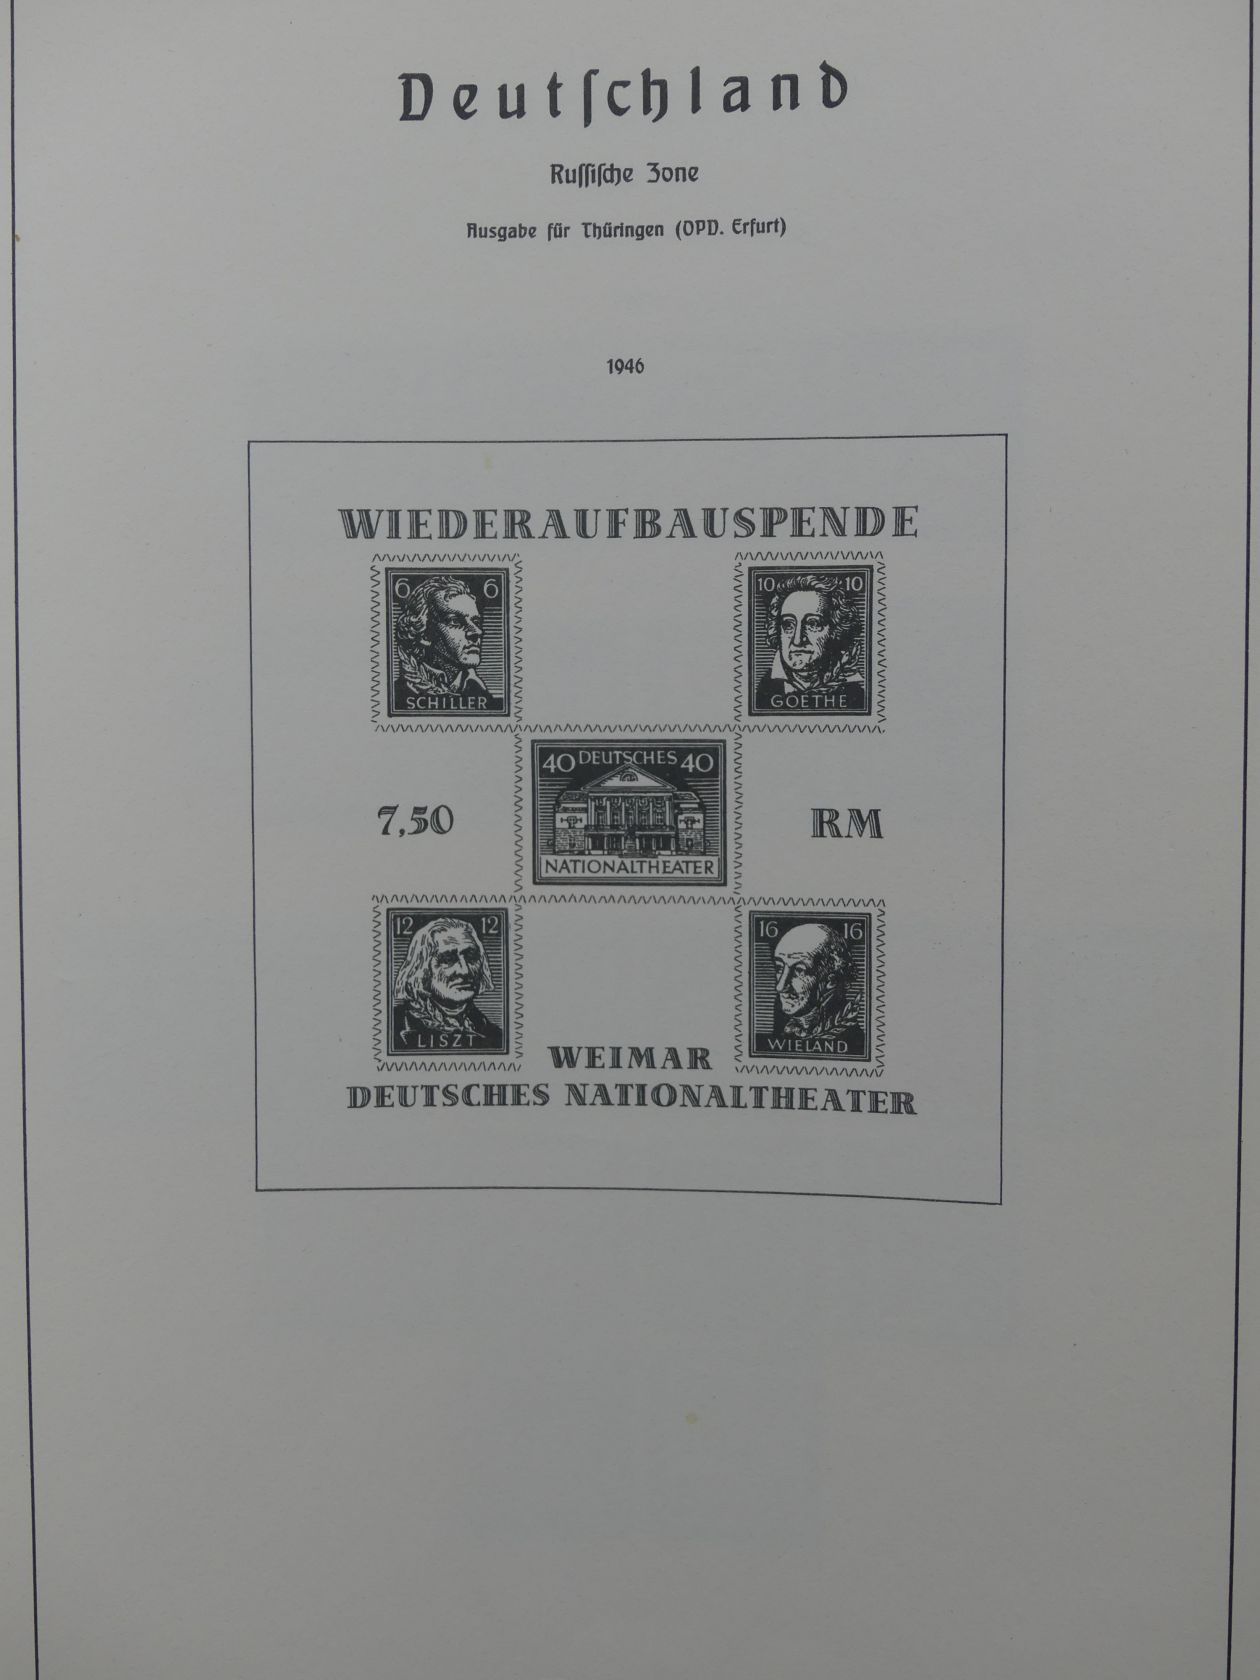 Deutſchland
Ruſſiſche Zone
Ausgabe für Thüringen (OPD. Erfurt)
1946
WIEDERAUFBAUSPENDE
6 6
SCHILLER
10 10
GOETHE
7,50
40 DEUTSCHES 40
NATIONALTHEATER
RM
12 12
LISZT
16 16
WIELAND
WEIMAR
DEUTSCHES NATIONALTHEATER